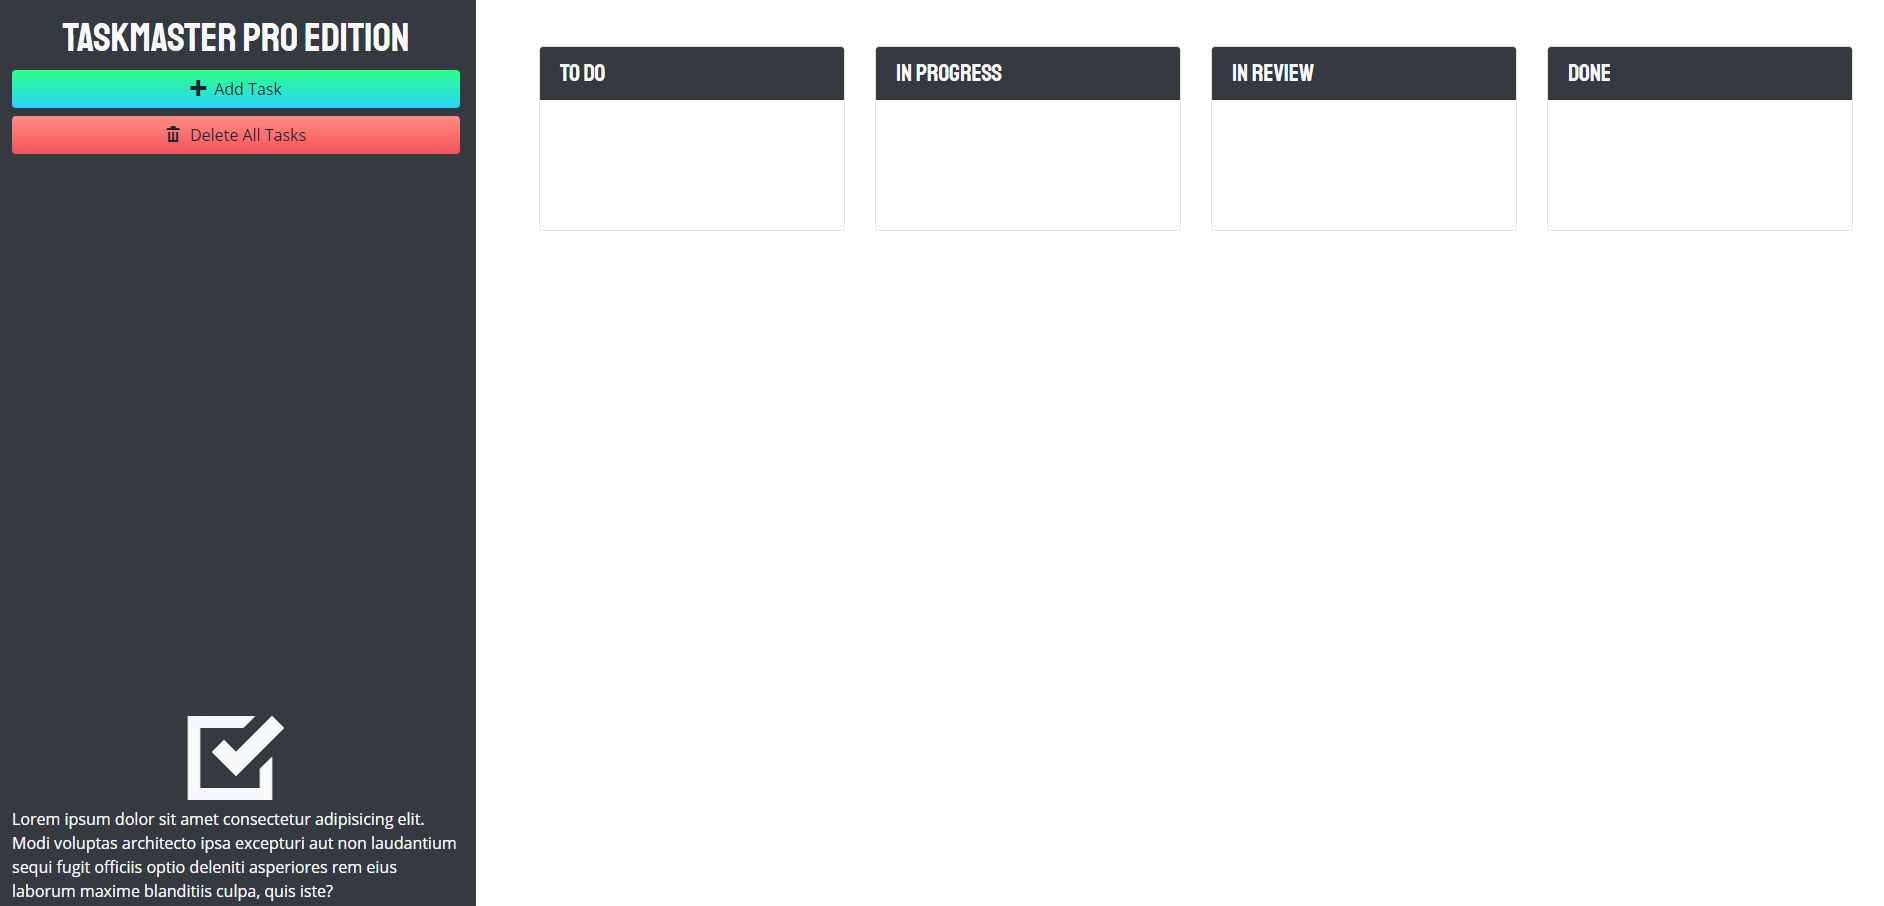 TASKMASTER PRO EDITION
Add Task
Delete All Tasks
TO DO
IN PROGRESS
IN REVIEW
DONE
Lorem ipsum dolor sit amet consectetur adipisicing elit.
Modi voluptas architecto ipsa excepturi aut non laudantium
sequi fugit officiis optio deleniti asperiores rem eius
laborum maxime blanditiis culpa, quis iste?